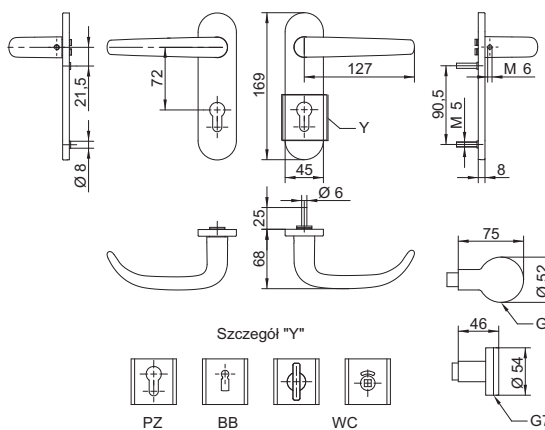 21,5
Ø 8
72
169
127
Y
45
90,5
M 6
M 5
8
Ø 6
25
68
75
Ø 52
G
46
Ø 54
G7
Szczegół "Y"
PZ
BB
WC